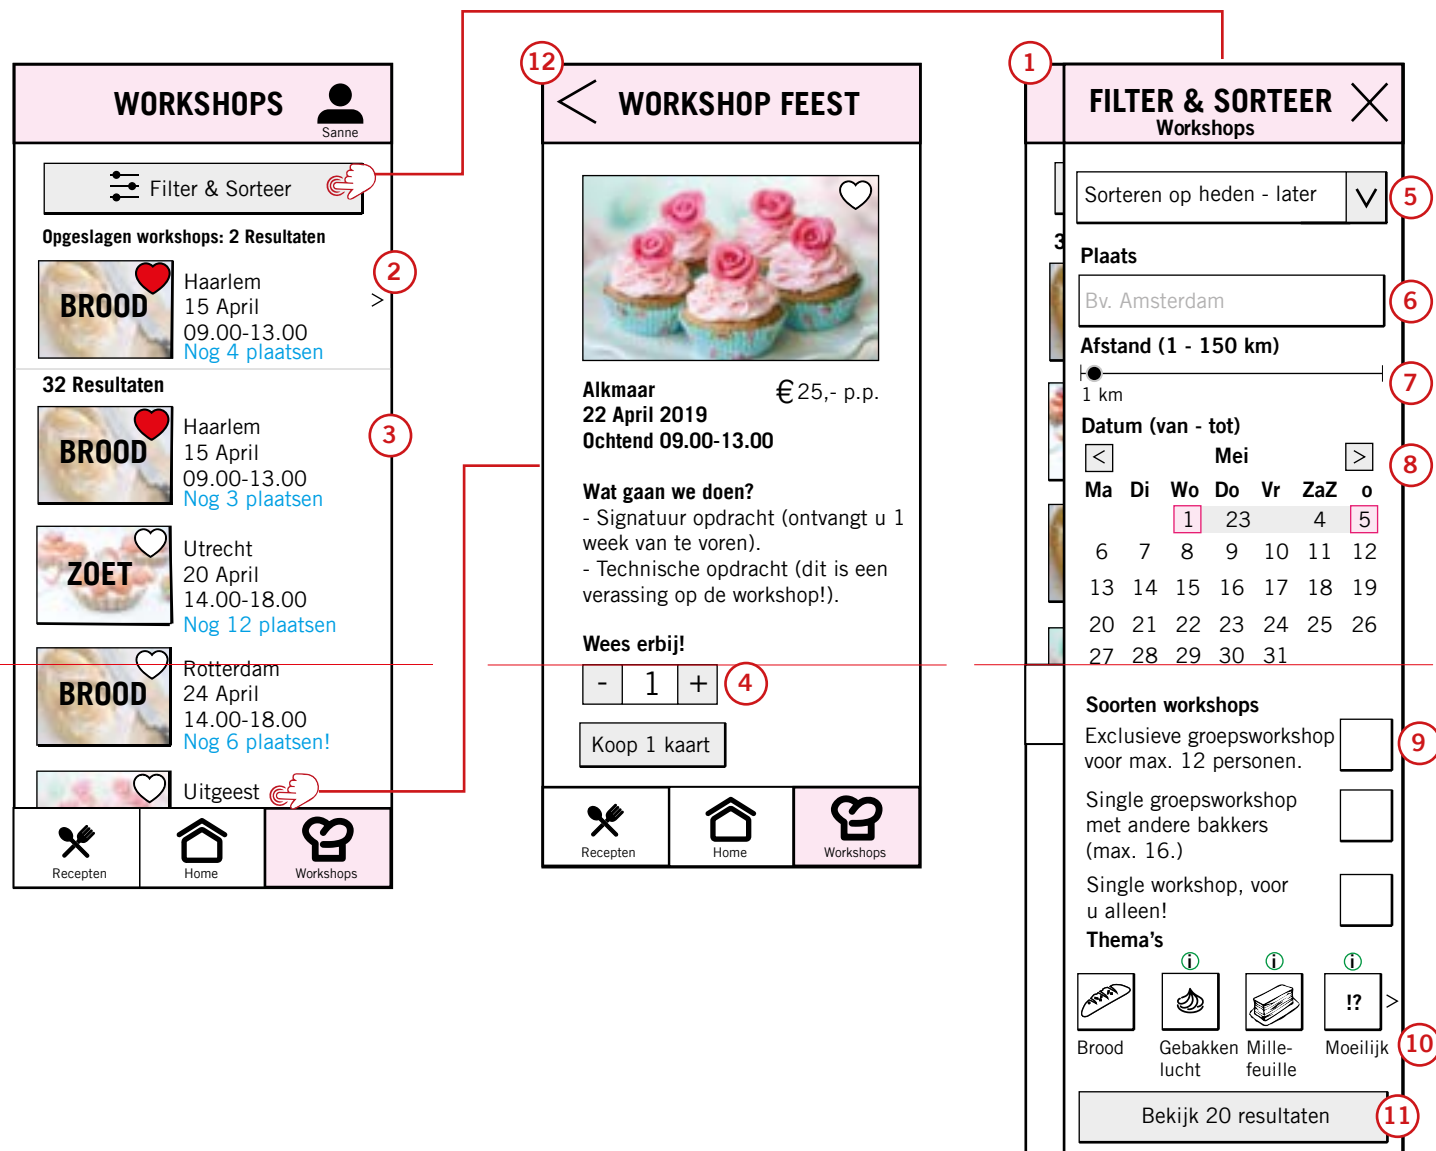 WORKSHOPS
Sanne
Filter & Sorteer
Opgeslagen workshops: 2 Resultaten
2
BROOD
Haarlem
15 April
09.00-13.00
Nog 4 plaatsen
>
32 Resultaten
3
BROOD
Haarlem
15 April
09.00-13.00
Nog 3 plaatsen
ZOET
Utrecht
20 April
14.00-18.00
Nog 12 plaatsen
BROOD
Rotterdam
24 April
14.00-18.00
Nog 6 plaatsen!
Uitgeest
Recepten
Home
Workshops
12
WORKSHOP FEEST
Alkmaar
€25,- p.p.
22 April 2019
Ochtend 09.00-13.00
Wat gaan we doen?
- Signatuur opdracht (ontvangt u 1
week van te voren).
- Technische opdracht (dit is een
verassing op de workshop!).
Wees erbij!
- 1 +
4
Koop 1 kaart
Recepten
Home
Workshops
1
3
FILTER & SORTEER
Workshops
Sorteren op heden - later
5
Plaats
Bv. Amsterdam
6
Afstand (1 - 150 km)
7
1 km
Datum (van - tot)
< Mei >
8
Ma Di Wo Do Vr ZaZ o
1 23 4 5
6 7 8 9 10 11 12
13 14 15 16 17 18 19
20 21 22 23 24 25 26
27 28 29 30 31
Soorten workshops
Exclusieve groepsworkshop
voor max. 12 personen.
9
Single groepsworkshop
met andere bakkers
(max. 16.)
Single workshop, voor
u alleen!
Thema's
i i i
!? >
Brood
Gebakken
lucht
Mille-
feuille
Moeilijk
10
Bekijk 20 resultaten
11